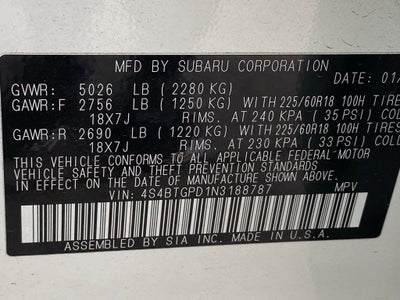 MFD BY SUBARU CORPORATION
DATE: 01/
GVWR: 5026 LB ( 2280 KG)
GAWR:F 2756 LB ( 1250 KG) WITH 225/60R18 100H TIRE
18X7J RIMS. AT 240 KPA ( 35 PSI) COLD
GAWR:R 2690 LB ( 1220 KG) WITH 225/60R18 100H TIRE
18X7J RIMS. AT 230 KPA ( 33 PSI) COL
THIS VEHICLE CONFORMS TO ALL APPLICABLE FEDERAL MOTOR
VEHICLE SAFETY AND THEFT PREVENTION STANDARDS
IN EFFECT ON THE DATE OF MANUFACTURE SHOWN ABOVE.
VIN: 4S4BTGPD1N3188787 MPV
ASSEMBLED BY SIA INC. MADE IN U.S.A.